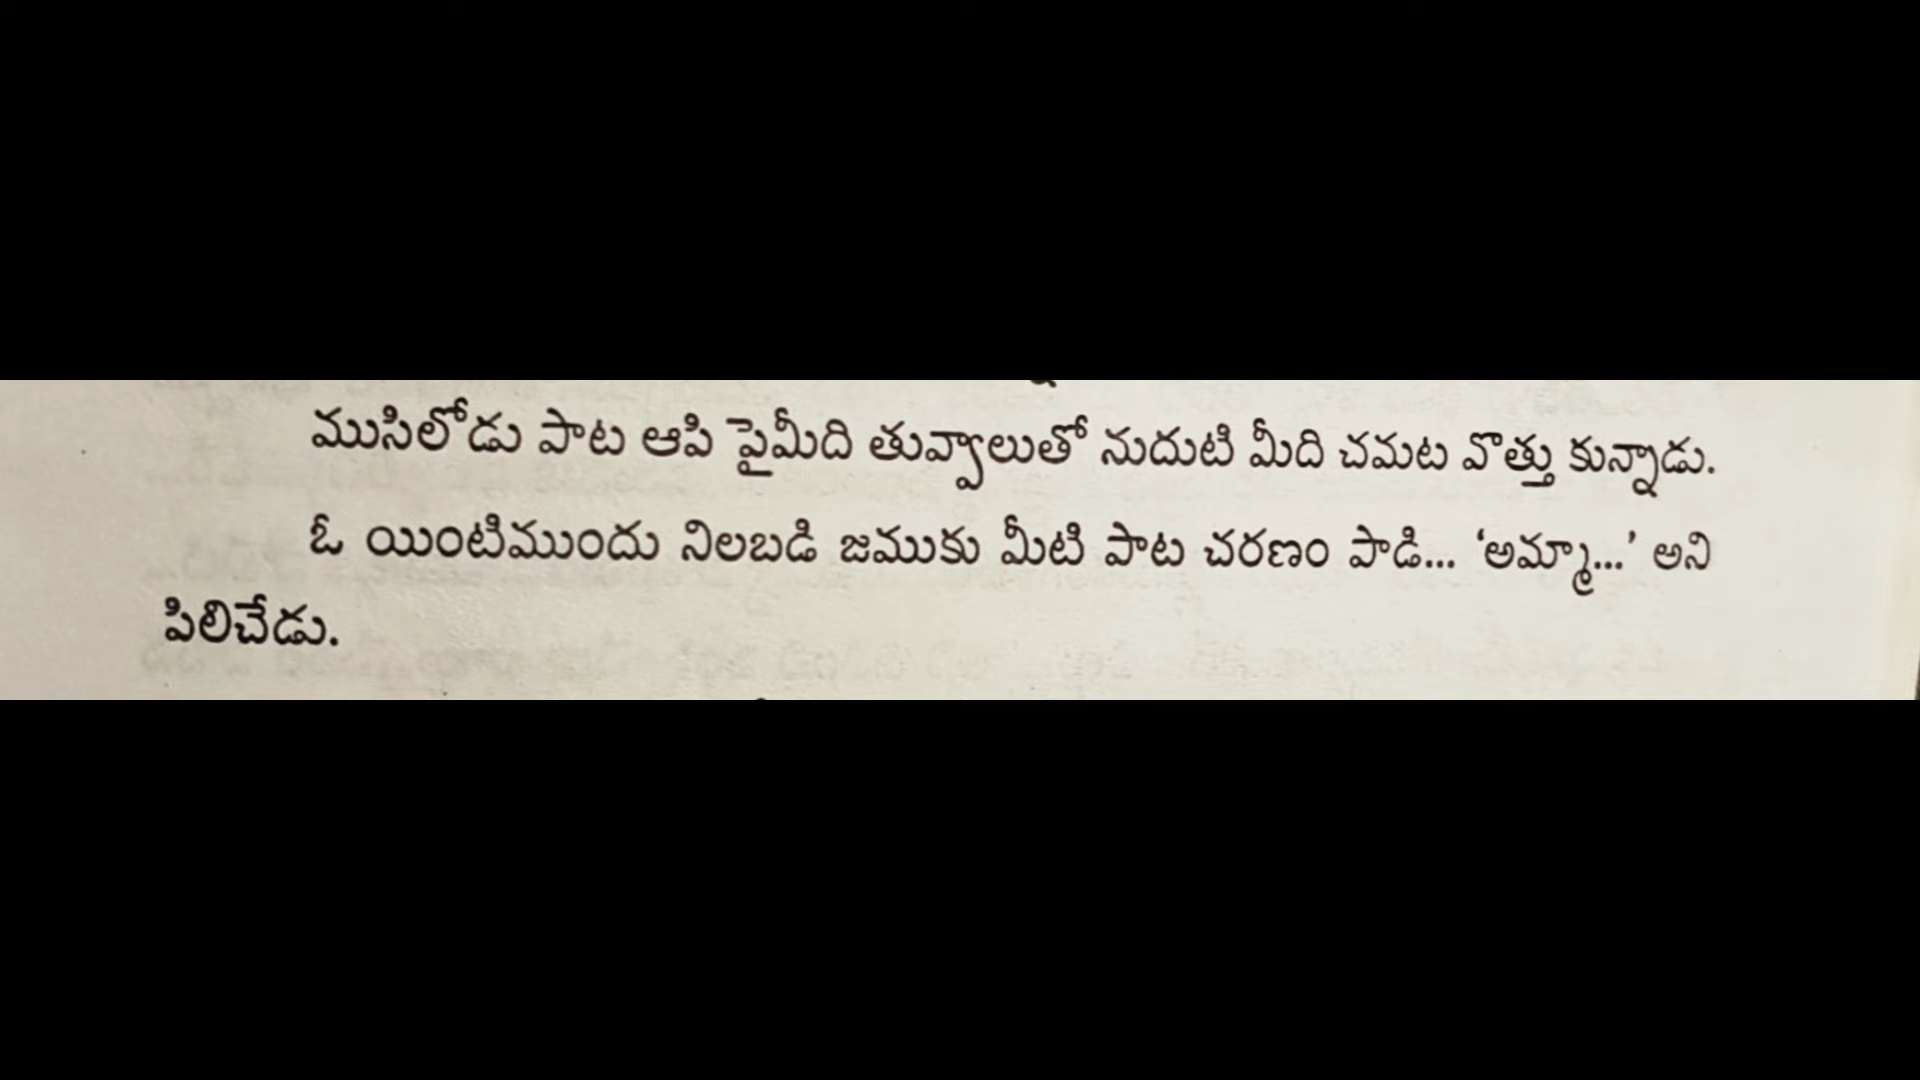 ముసిలోడు పాట ఆపి పైమీది తువ్వాలుతో నుదుటి మీది చమట వొత్తు కున్నాడు.
ఓ యింటిముందు నిలబడి జముకు మీటి పాట చరణం పాడి... ‘అమ్మా...’ అని
పిలిచేడు.